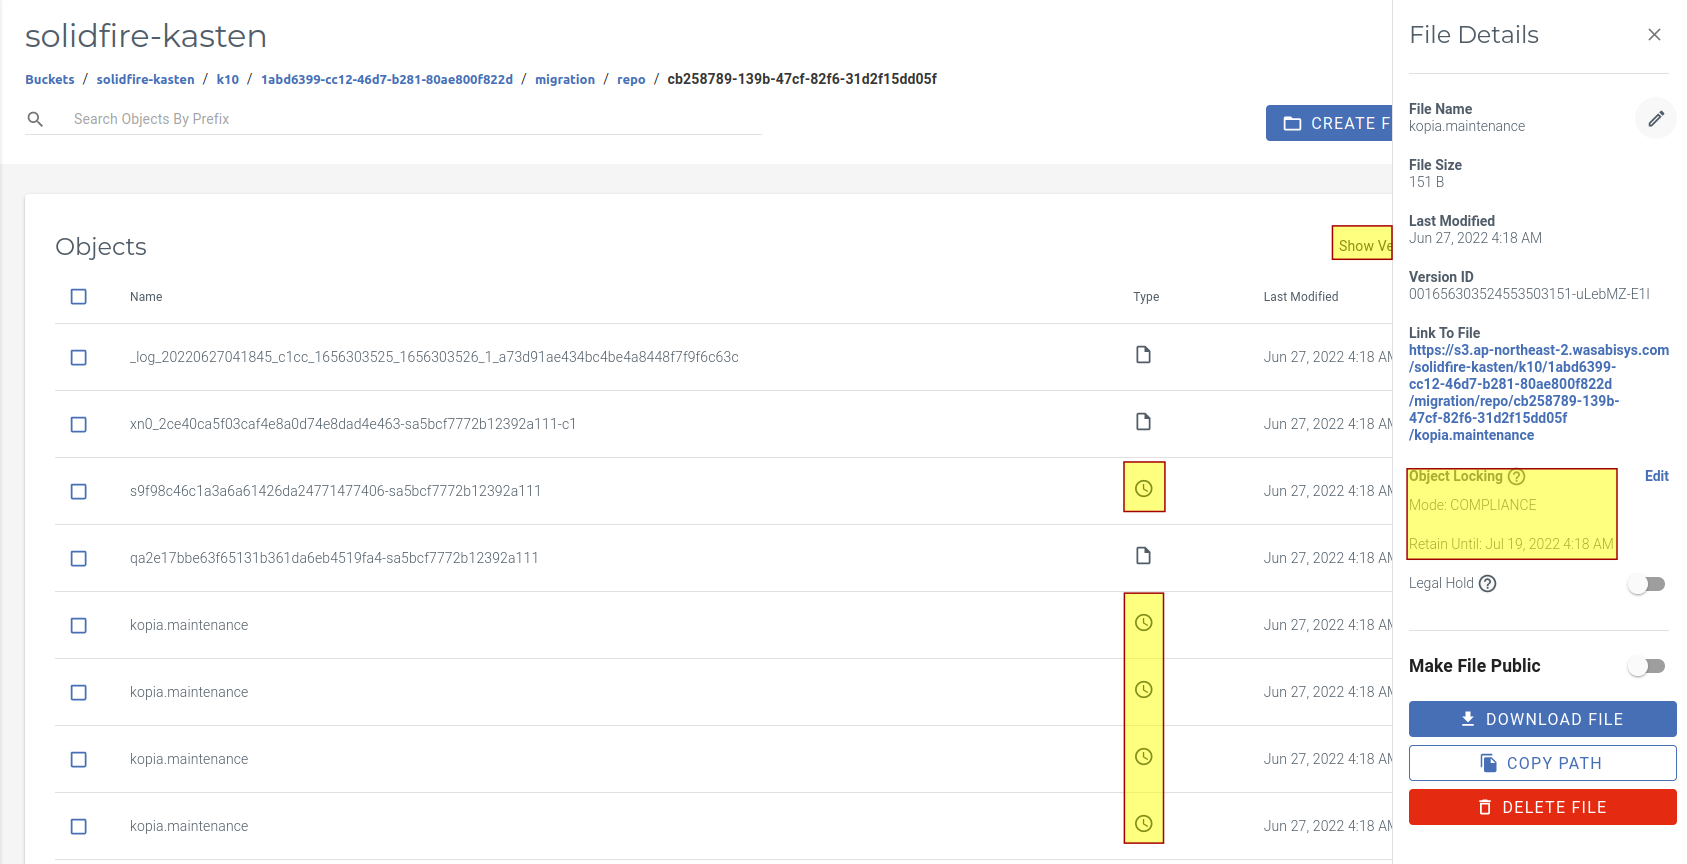 solidfire-kasten
Buckets / solidfire-kasten / k10 / 1abd6399-cc12-46d7-b281-80ae800f822d / migration / repo / cb258789-139b-47cf-82f6-31d2f15dd05f
Search Objects By Prefix
CREATE F
Objects
Show Ve
Name Type Last Modified
_log_20220627041845_c1cc_1656303525_1656303526_1_a73d91ae434bc4be4a8448f7f9f6c63c Jun 27, 2022 4:18 AM
xn0_2ce40ca5f03caf4e8a0d74e8dad4e463-sa5bcf7772b12392a111-c1 Jun 27, 2022 4:18 AM
s9f98c46c1a3a6a61426da24771477406-sa5bcf7772b12392a111 Jun 27, 2022 4:18 AM
qa2e17bbe63f65131b361da6eb4519fa4-sa5bcf7772b12392a111 Jun 27, 2022 4:18 AM
kopia.maintenance Jun 27, 2022 4:18 AM
kopia.maintenance Jun 27, 2022 4:18 AM
kopia.maintenance Jun 27, 2022 4:18 AM
kopia.maintenance Jun 27, 2022 4:18 AM
File Details
File Name
kopia.maintenance
File Size
151 B
Last Modified
Jun 27, 2022 4:18 AM
Version ID
001656303524553503151-uLebMZ-E1I
Link To File
https://s3.ap-northeast-2.wasabisys.com
/solidfire-kasten/k10/1abd6399-
cc12-46d7-b281-80ae800f822d
/migration/repo/cb258789-139b-
47cf-82f6-31d2f15dd05f
/kopia.maintenance
Object Locking Edit
Mode: COMPLIANCE
Retain Until: Jul 19, 2022 4:18 AM
Legal Hold
Make File Public
DOWNLOAD FILE
COPY PATH
DELETE FILE